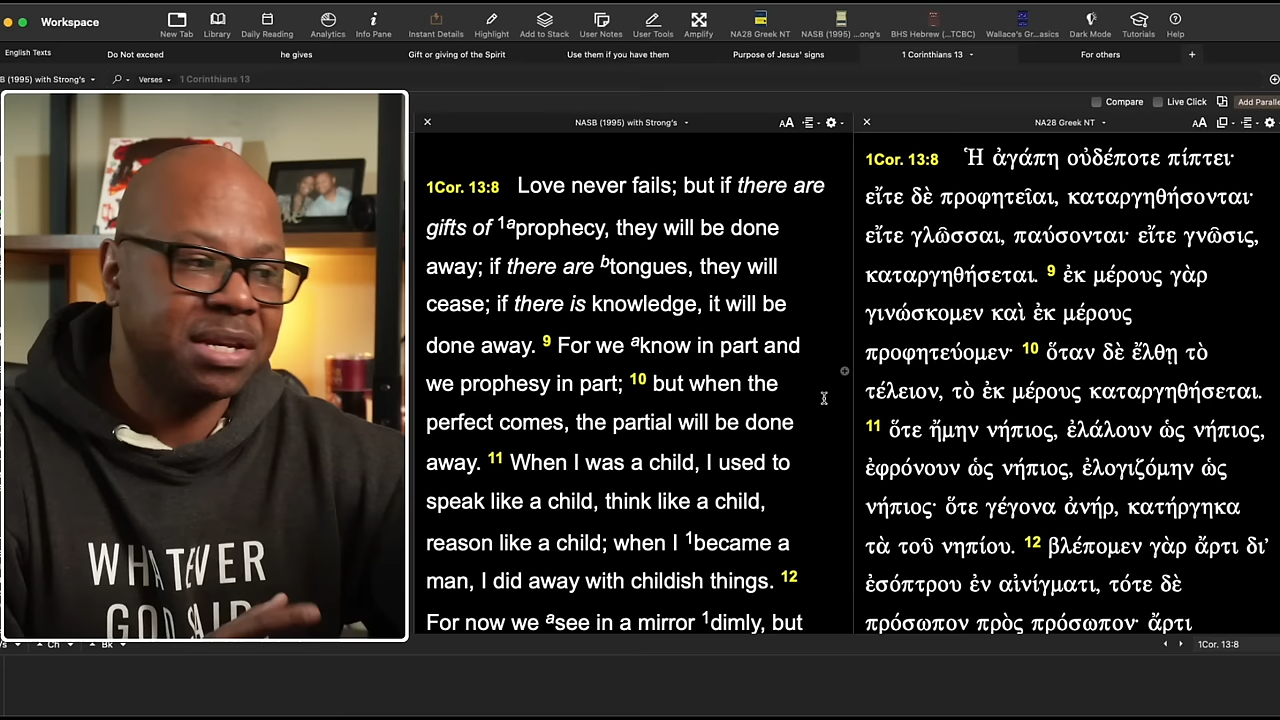 Workspace
New Tab
Library
Daily Reading
Analytics
Info Pane
Instant Details
Highlight
Add to Stack
User Notes
User Tools
Amplify
NA28 Greek NT
NASB (1995) ...ong's
BHS Hebrew (...TCBC)
Wallace's Gr...asics
Dark Mode
Tutorials
Help
English Texts
Do Not exceed
he gives
Gift or giving of the Spirit
Use them if you have them
Purpose of Jesus' signs
1 Corinthians 13
For others
B (1995) with Strong's
Verses
1 Corinthians 13
Compare
Live Click
Add Paralle
NASB (1995) with Strong's
AA
NA28 Greek NT
AA
1Cor. 13:8 Love never fails; but if there are
gifts of 1aprophecy, they will be done
away; if there are btongues, they will
cease; if there is knowledge, it will be
done away. 9 For we aknow in part and
we prophesy in part; 10 but when the
perfect comes, the partial will be done
away. 11 When I was a child, I used to
speak like a child, think like a child,
reason like a child; when I 1became a
man, I did away with childish things. 12
For now we asee in a mirror 1dimly, but
1Cor. 13:8 Ἡ ἀγάπη οὐδέποτε πίπτει·
εἴτε δὲ προφητεῖαι, καταργηθήσονται·
εἴτε γλῶσσαι, παύσονται· εἴτε γνῶσις,
καταργηθήσεται. 9 ἐκ μέρους γὰρ
γινώσκομεν καὶ ἐκ μέρους
προφητεύομεν· 10 ὅταν δὲ ἔλθῃ τὸ
τέλειον, τὸ ἐκ μέρους καταργηθήσεται.
11 ὅτε ἤμην νήπιος, ἐλάλουν ὡς νήπιος,
ἐφρόνουν ὡς νήπιος, ἐλογιζόμην ὡς
νήπιος· ὅτε γέγονα ἀνήρ, κατήργηκα
τὰ τοῦ νηπίου. 12 βλέπομεν γὰρ ἄρτι δι’
ἐσόπτρου ἐν αἰνίγματι, τότε δὲ
πρόσωπον πρὸς πρόσωπον· ἄρτι
WHATEVER
GOD SAID
Ch
Bk
1Cor. 13:8